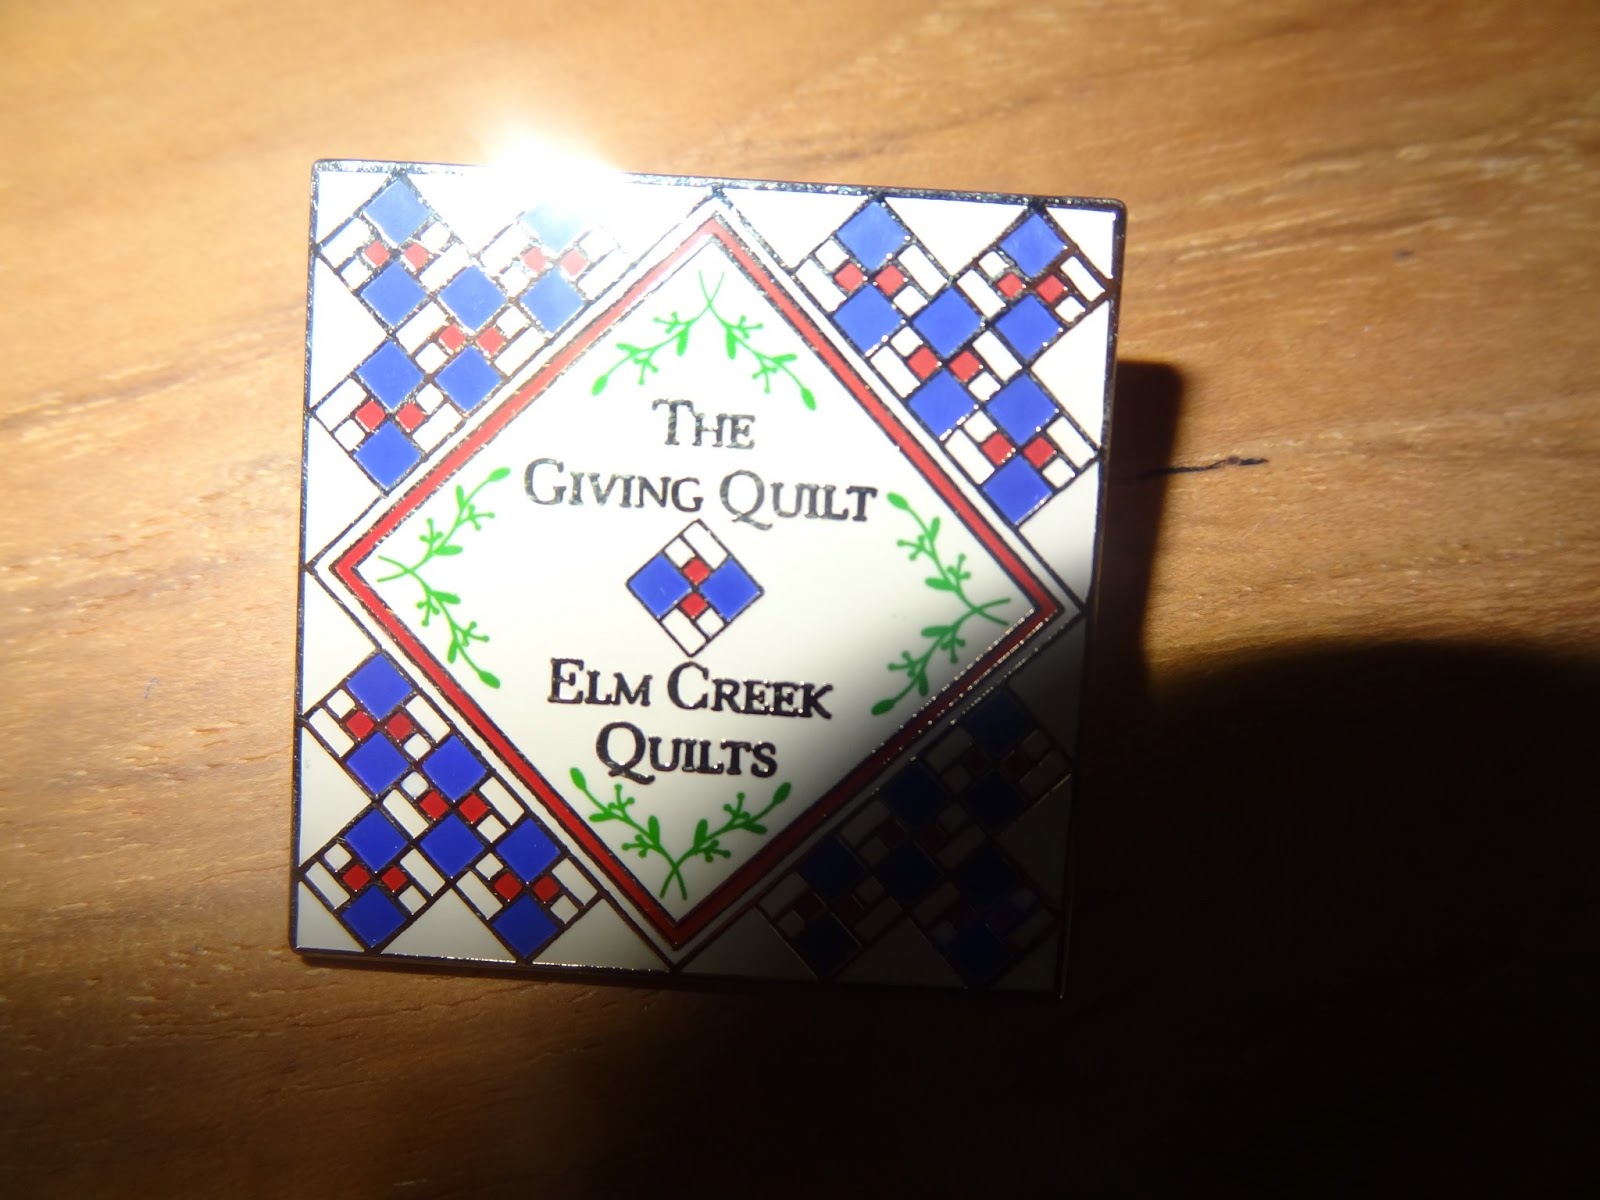 THE
GIVING QUILT
ELM CREEK
QUILTS